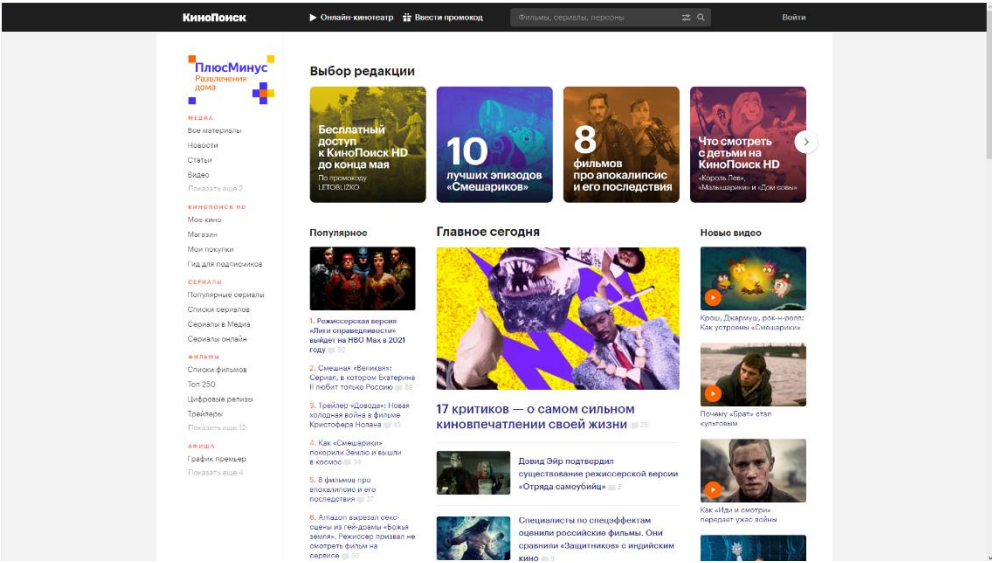 КиноПоиск
Онлайн-кинотеатр
Ввести промокод
Фильмы, сериалы, персоны
Войти
ПлюсМинус
Развлечения
дома
МЕДИА
Все материалы
Новости
Статьи
Видео
Показать еще 2
КИНОПОИСК HD
Мое кино
Магазин
Мои покупки
Гид для подписчиков
СЕРИАЛЫ
Популярные сериалы
Списки сериалов
Сериалы в Медиа
Сериалы онлайн
ФИЛЬМЫ
Списки фильмов
Топ 250
Цифровые релизы
Трейлеры
Показать еще 12
АФИША
График премьер
Показать еще 4
Выбор редакции
Бесплатный
доступ
к КиноПоиск HD
до конца мая
По промокоду
LETOBLIZKO
10
лучших эпизодов
«Смешариков»
8
фильмов
про апокалипсис
и его последствия
Что смотреть
с детьми на
КиноПоиск HD
«Король Лев»,
«Малышарики» и «Дом совы»
Популярное
1. Режиссерская версия
«Лиги справедливости»
выйдет на HBO Max в 2021
году
2. Смешная «Великая»:
Сериал, в котором Екатерина
II любит только Россию
3. Трейлер «Довода»: Новая
холодная война в фильме
Кристофера Нолана
4. Как «Смешарики»
покорили Землю и вышли
в космос
5. 8 фильмов про
апокалипсис и его
последствия
6. Amazon вырезал секс-
сцены из гей-драмы «Божья
земля». Режиссер призвал не
смотреть фильм на
сервисе
Главное сегодня
17 критиков — о самом сильном
киновпечатлении своей жизни
Дэвид Эйр подтвердил
существование режиссерской версии
«Отряда самоубийц»
Специалисты по спецэффектам
оценили российские фильмы. Они
сравнили «Защитников» с индийским
кино
Новые видео
Крош, Джармуш, рок-н-ролл:
Как устроены «Смешарики»
Почему «Брат» стал
культовым
Как «Иди и смотри»
передает ужас войны